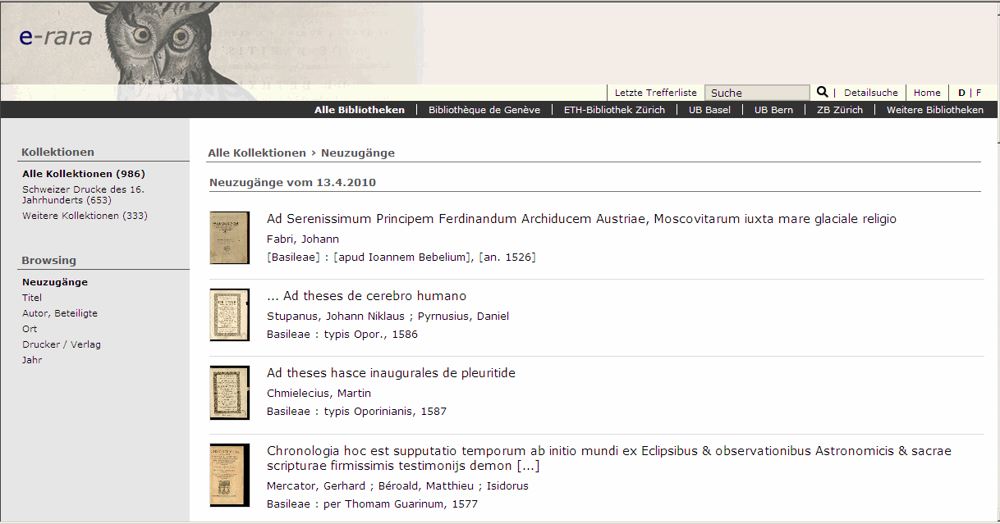 e-rara
Letzte Trefferliste Suche | Detailsuche Home D | F
Alle Bibliotheken | Bibliothèque de Genève | ETH-Bibliothek Zürich | UB Basel | UB Bern | ZB Zürich | Weitere Bibliotheken
Kollektionen
Alle Kollektionen (986)
Schweizer Drucke des 16.
Jahrhunderts (653)
Weitere Kollektionen (333)
Browsing
Neuzugänge
Titel
Autor, Beteiligte
Ort
Drucker / Verlag
Jahr
Alle Kollektionen › Neuzugänge
Neuzugänge vom 13.4.2010
Ad Serenissimum Principem Ferdinandum Archiducem Austriae, Moscovitarum iuxta mare glaciale religio
Fabri, Johann
[Basileae] : [apud Ioannem Bebelium], [an. 1526]
... Ad theses de cerebro humano
Stupanus, Johann Niklaus ; Pyrnusius, Daniel
Basileae : typis Opor., 1586
Ad theses hasce inaugurales de pleuritide
Chmielecius, Martin
Basileae : typis Oporinianis, 1587
Chronologia hoc est supputatio temporum ab initio mundi ex Eclipsibus & observationibus Astronomicis & sacrae
scripturae firmissimis testimonijs demon [...]
Mercator, Gerhard ; Béroald, Matthieu ; Isidorus
Basileae : per Thomam Guarinum, 1577